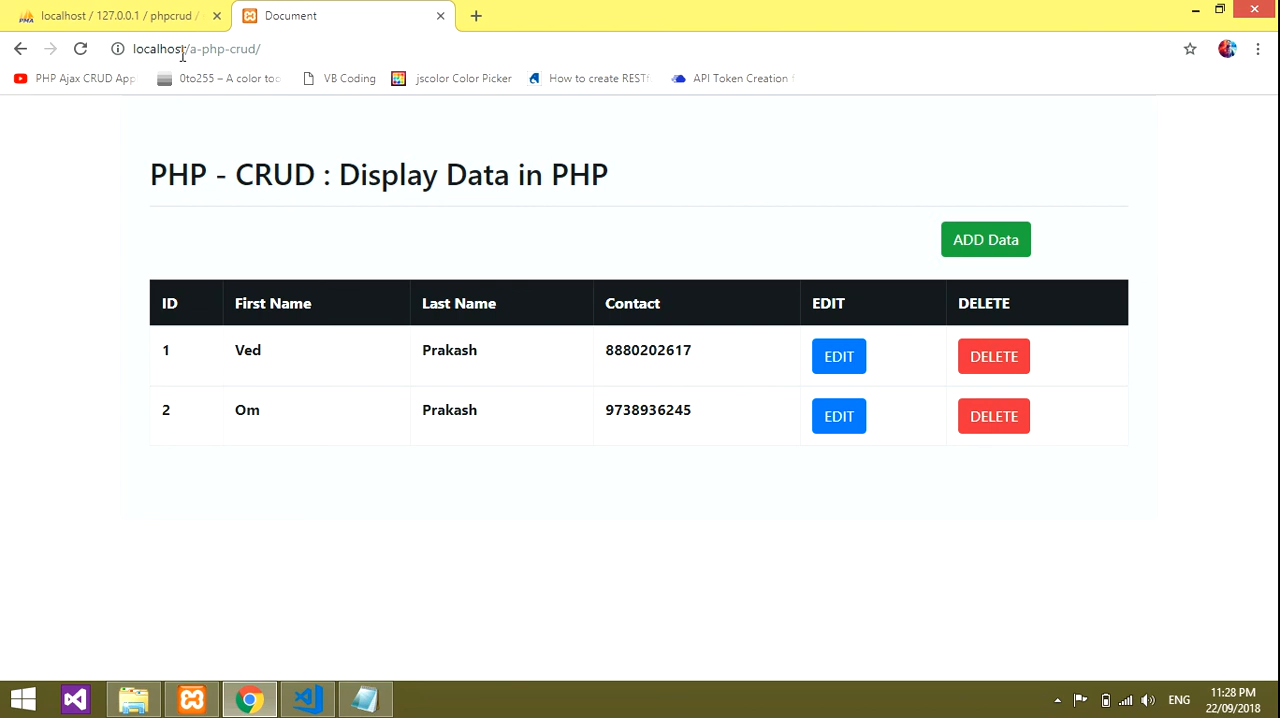 localhost / 127.0.0.1 / phpcrud /
Document
localhost/a-php-crud/
PHP Ajax CRUD App
0to255 – A color too
VB Coding
jscolor Color Picker
How to create REST
API Token Creation
PHP - CRUD : Display Data in PHP
ADD Data
ID First Name Last Name Contact EDIT DELETE
1 Ved Prakash 8880202617 EDIT DELETE
2 Om Prakash 9738936245 EDIT DELETE
ENG
11:28 PM
22/09/2018